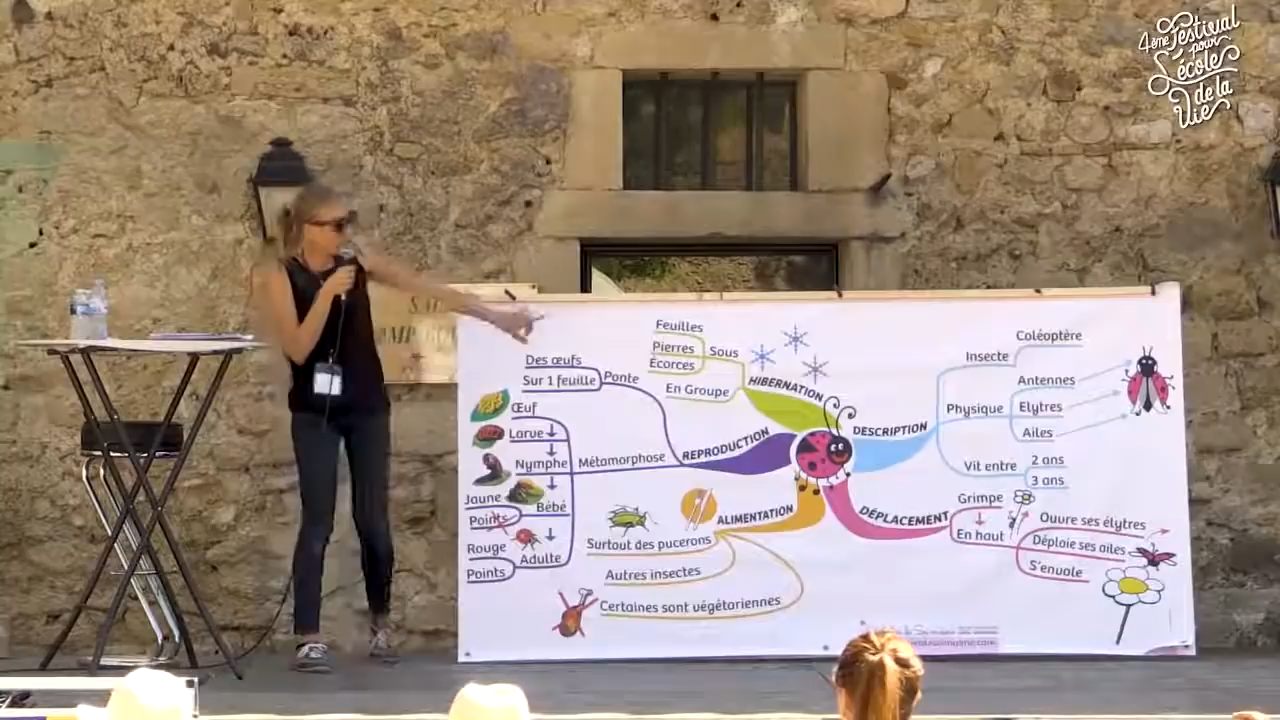 4ème Festival
pour
L'école
de la
Vie
Feuilles
Pierres
Écorces
Sous
En Groupe
HIBERNATION
Des œufs
Sur 1 feuille
Ponte
Œuf
Larve
Nymphe
Métamorphose
REPRODUCTION
Jaune
Points
Bébé
Rouge
Points
Adulte
ALIMENTATION
Surtout des pucerons
Autres insectes
Certaines sont végétariennes
DESCRIPTION
Insecte
Coléoptère
Physique
Antennes
Elytres
Ailes
Vit entre
2 ans
3 ans
DÉPLACEMENT
Grimpe
En haut
Ouvre ses élytres
Déploie ses ailes
S'envole